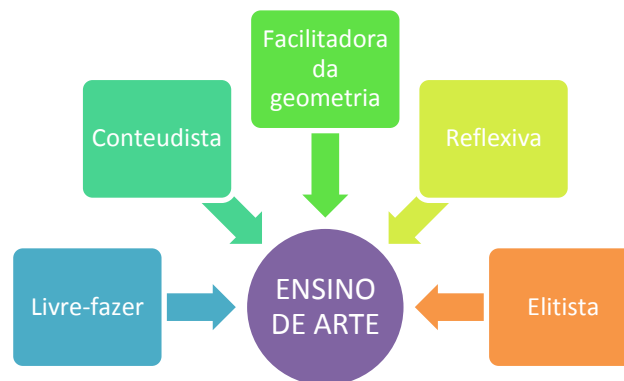 Facilitadora
da
geometria
Conteudista
Reflexiva
Livre-fazer
ENSINO
DE ARTE
Elitista